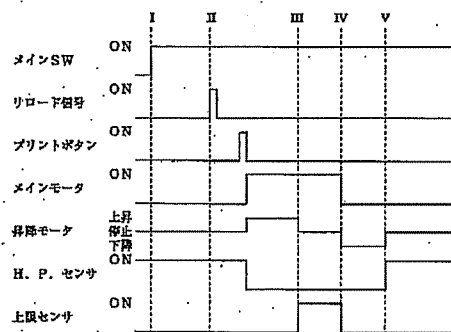 I II III IV V
メインSW ON
リロード信号 ON
プリントボタン ON
メインモータ ON
昇降モータ 上昇
停止
下降
H. P. センサ ON
上限センサ ON